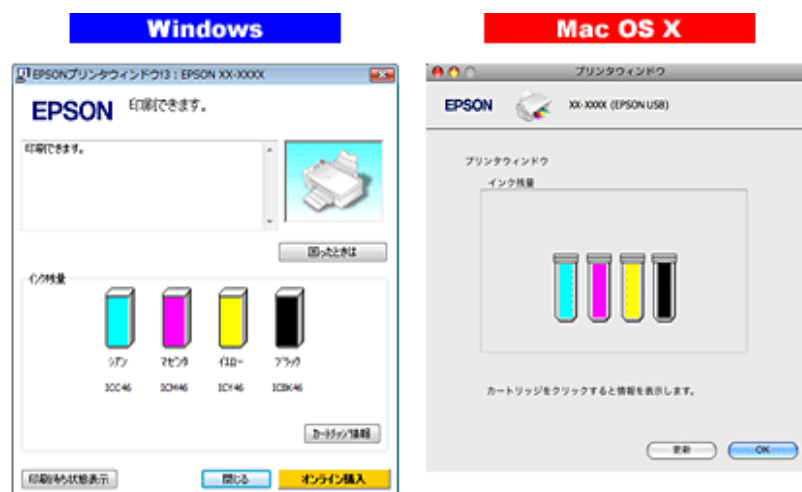 Windows
EPSONプリンタウィンドウ!3 : EPSON XX-XXXX
EPSON
印刷できます。
印刷できます。
困ったときは
インク残量
シアン
マゼンタ
イエロー
ブラック
ICC46
ICM46
ICY46
ICBK46
カートリッジ情報
印刷待ち状態表示
閉じる
オンライン購入
Mac OS X
プリンタウィンドウ
EPSON
XX-XXXX (EPSON USB)
プリンタウィンドウ
インク残量
カートリッジをクリックすると情報を表示します。
更新
OK